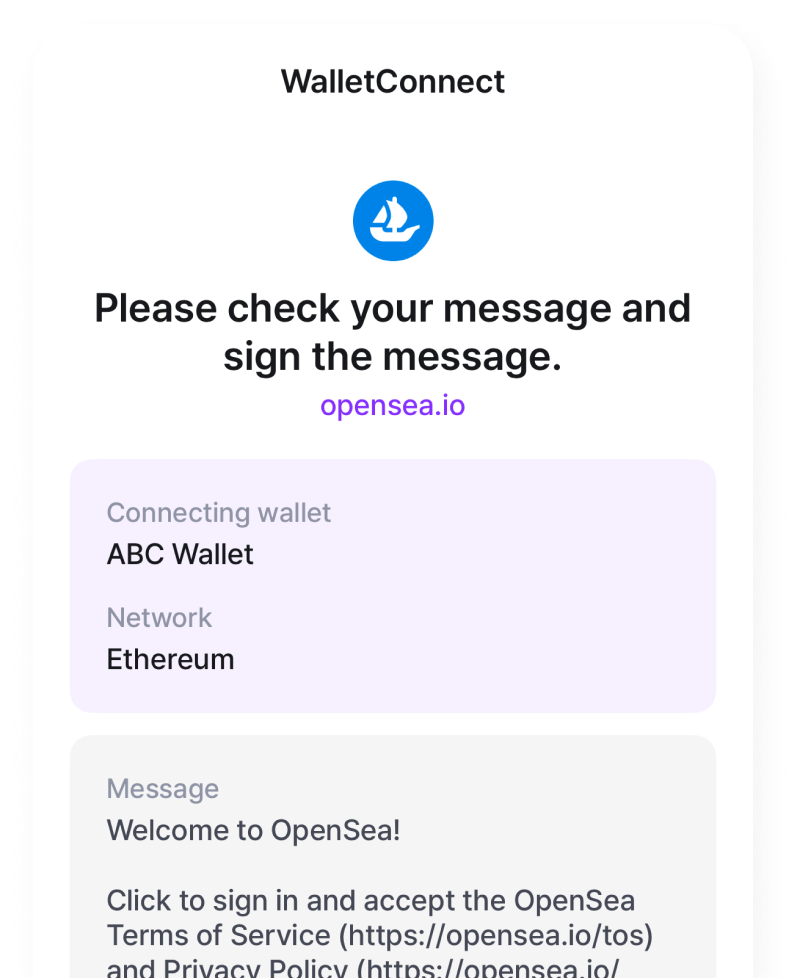 WalletConnect
Please check your message and
sign the message.
opensea.io
Connecting wallet
ABC Wallet
Network
Ethereum
Message
Welcome to OpenSea!
Click to sign in and accept the OpenSea
Terms of Service (https://opensea.io/tos)
and Privacy Policy (https://opensea.io/